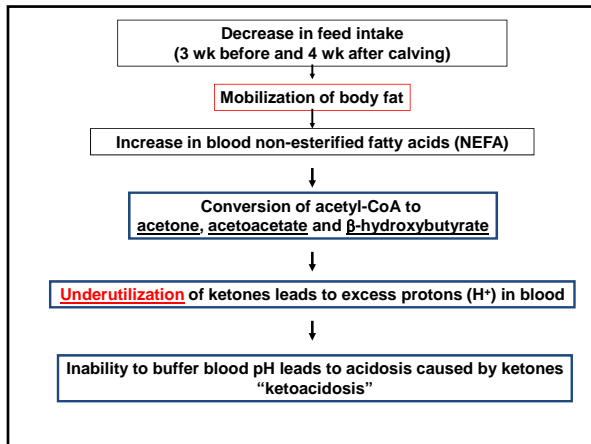 Decrease in feed intake
(3 wk before and 4 wk after calving)
Mobilization of body fat
Increase in blood non-esterified fatty acids (NEFA)
Conversion of acetyl-CoA to
acetone, acetoacetate and β-hydroxybutyrate
Underutilization of ketones leads to excess protons (H⁺) in blood
Inability to buffer blood pH leads to acidosis caused by ketones
“ketoacidosis”